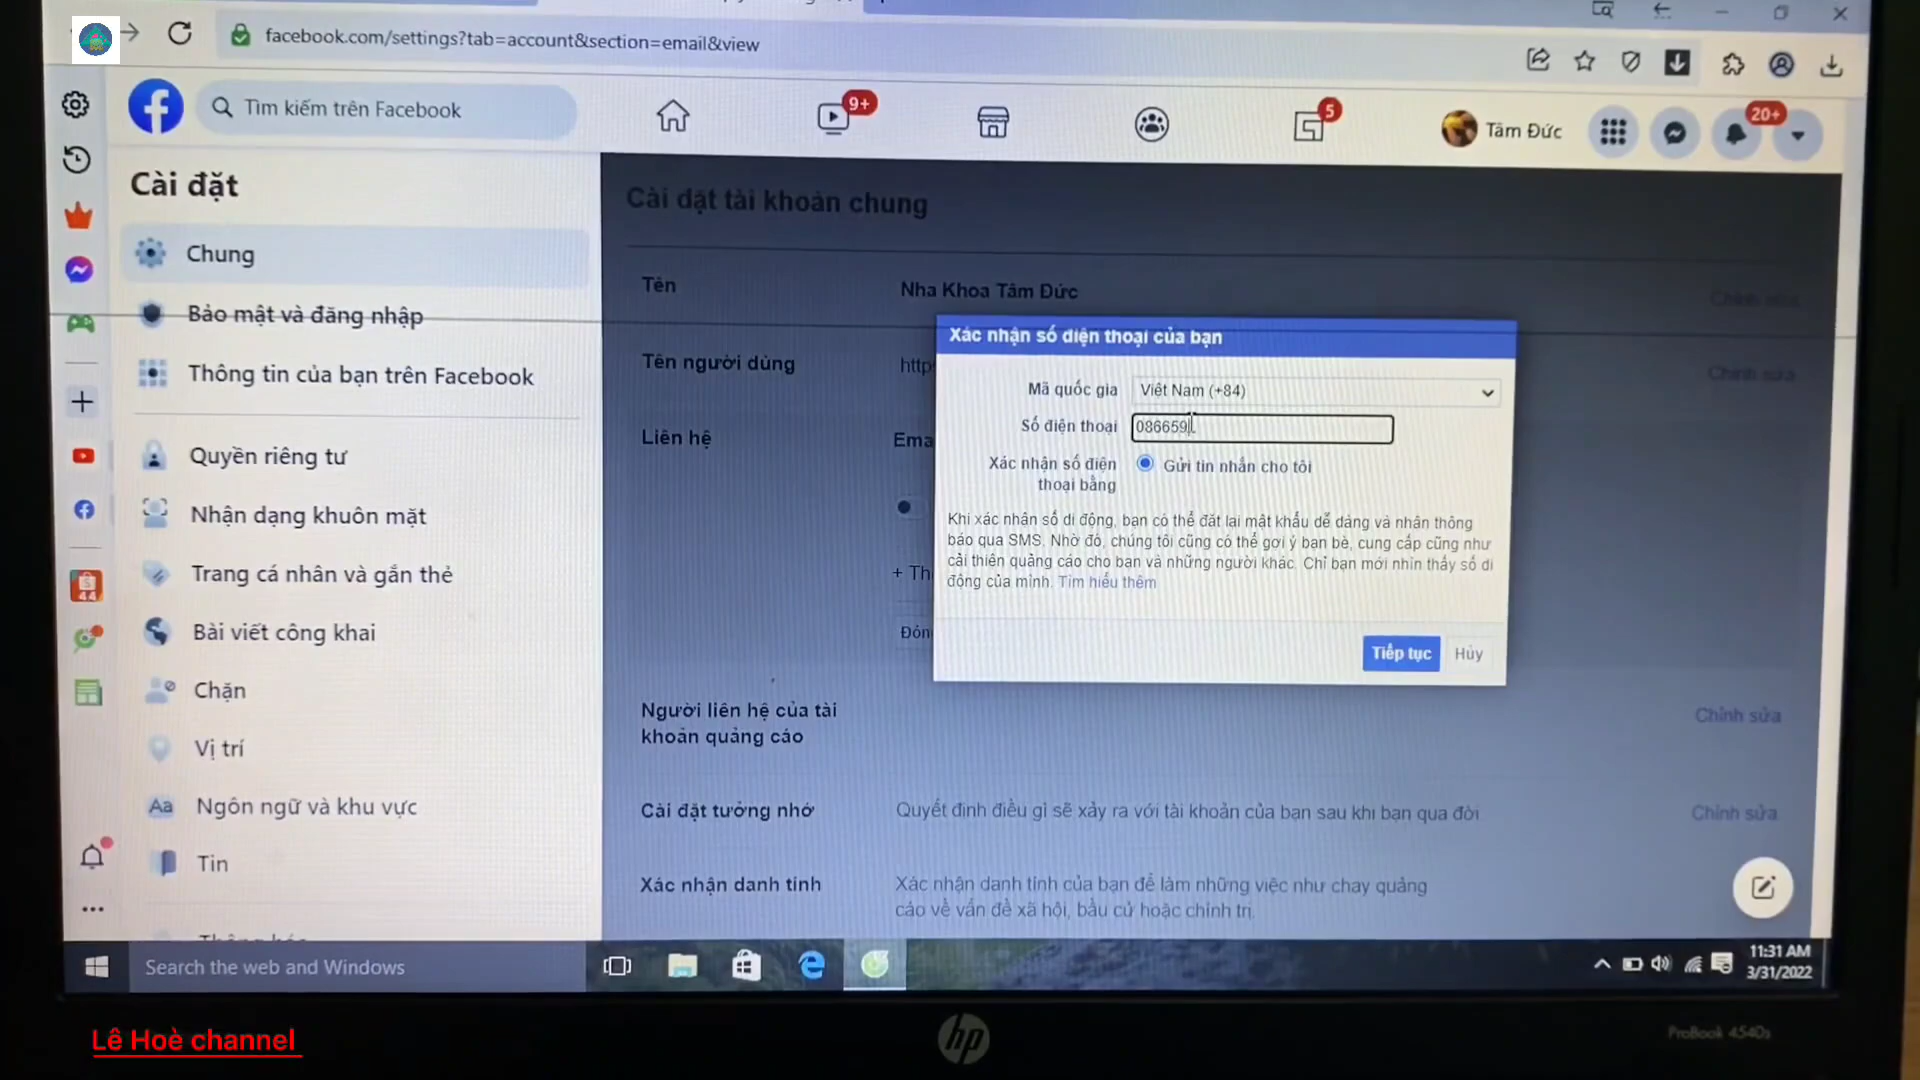 facebook.com/settings?tab=account&section=email&view
Tìm kiếm trên Facebook
9+
5
Tâm Đức
20+
Cài đặt
Chung
Bảo mật và đăng nhập
Thông tin của bạn trên Facebook
Quyền riêng tư
Nhận dạng khuôn mặt
Trang cá nhân và gắn thẻ
Bài viết công khai
Chặn
Vị trí
Aa Ngôn ngữ và khu vực
Tin
Cài đặt tài khoản chung
Tên
Nha Khoa Tâm Đức
Chỉnh sửa
Tên người dùng
http
Chỉnh sửa
Liên hệ
Ema
+ Th
Đón
Xác nhận số điện thoại của bạn
Mã quốc gia
Việt Nam (+84)
Số điện thoại
086659
Xác nhận số điện
thoại bằng
Gửi tin nhắn cho tôi
Khi xác nhận số di động, bạn có thể đặt lại mật khẩu dễ dàng và nhận thông
báo qua SMS. Nhờ đó, chúng tôi cũng có thể gợi ý bạn bè, cung cấp cũng như
cải thiện quảng cáo cho bạn và những người khác. Chỉ bạn mới nhìn thấy số di
động của mình. Tìm hiểu thêm
Tiếp tục
Hủy
Người liên hệ của tài
khoản quảng cáo
Chỉnh sửa
Cài đặt tưởng nhớ
Quyết định điều gì sẽ xảy ra với tài khoản của bạn sau khi bạn qua đời
Chỉnh sửa
Xác nhận danh tính
Xác nhận danh tính của bạn để làm những việc như chạy quảng
cáo về vấn đề xã hội, bầu cử hoặc chính trị.
Search the web and Windows
11:31 AM
3/31/2022
Lê Hoè channel
hp
ProBook 4540s